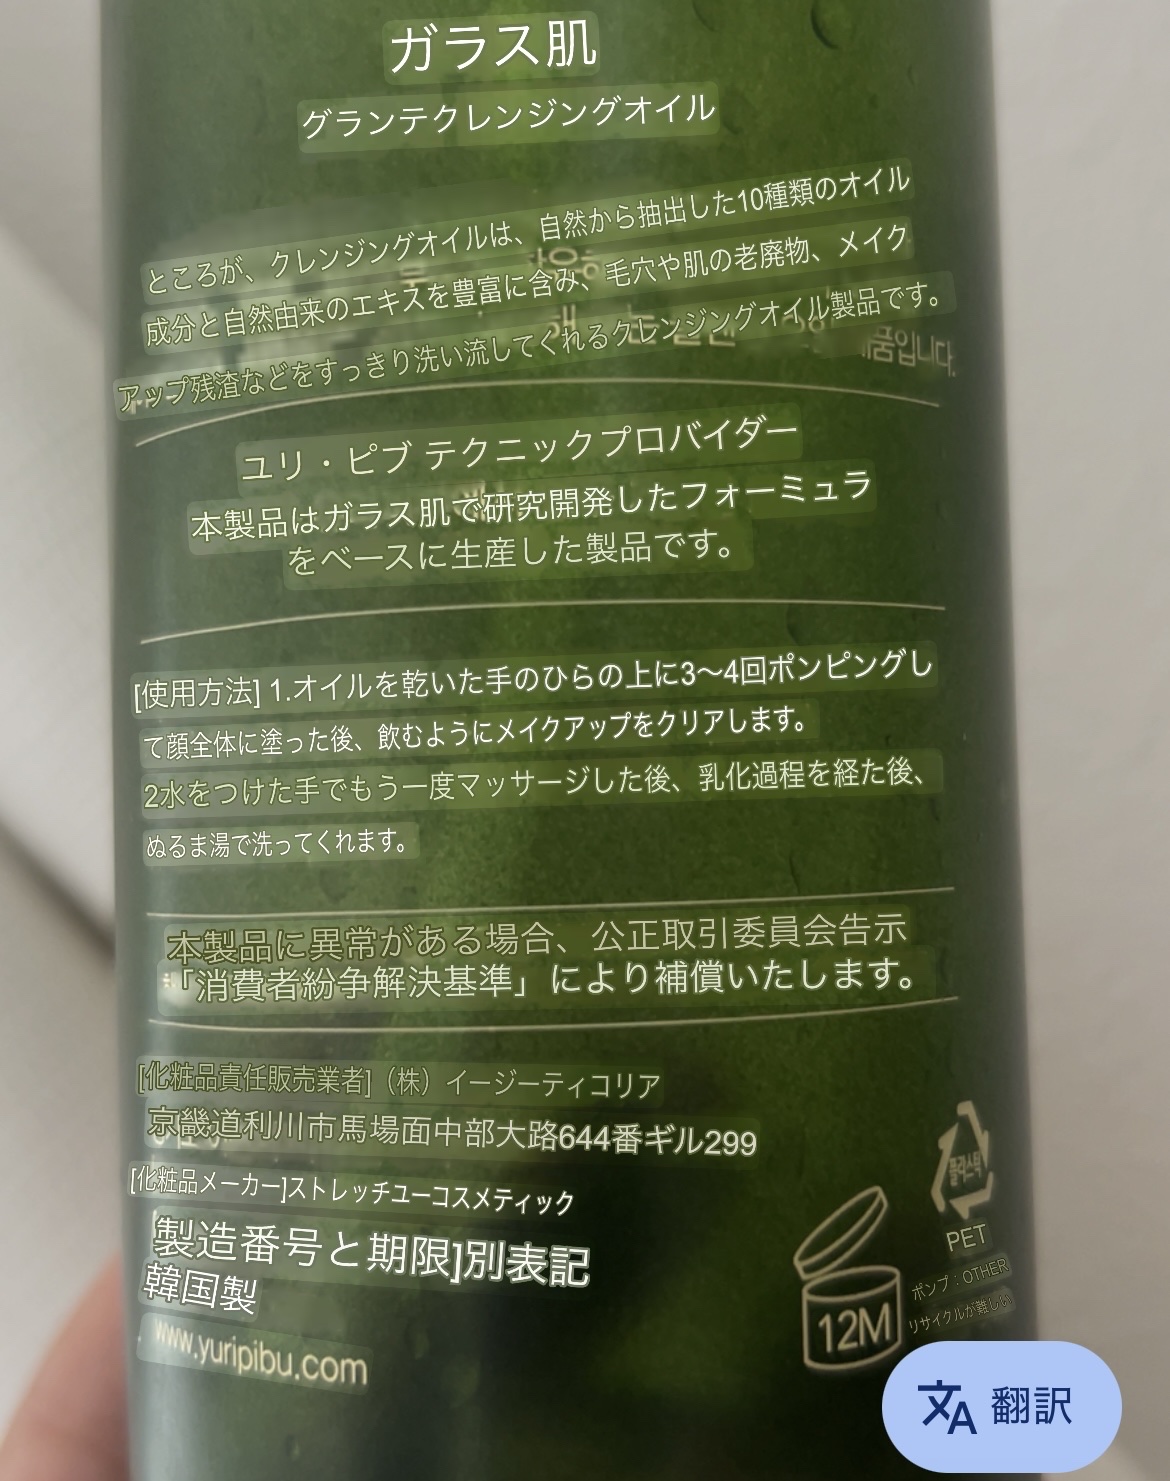 ガラス肌
グランテクレンジングオイル
ところが、クレンジングオイルは、自然から抽出した10種類のオイル
成分と自然由来のエキスを豊富に含み、毛穴や肌の老廃物、メイク
アップ残渣などをすっきり洗い流してくれるクレンジングオイル製品です。
품입니다.
ユリ・ピブ テクニックプロバイダー
本製品はガラス肌で研究開発したフォーミュラ
をベースに生産した製品です。
[使用方法] 1.オイルを乾いた手のひらの上に3〜4回ポンピングし
て顔全体に塗った後、飲むようにメイクアップをクリアします。
2水をつけた手でもう一度マッサージした後、乳化過程を経た後、
ぬるま湯で洗ってくれます。
本製品に異常がある場合、公正取引委員会告示
「消費者紛争解決基準」により補償いたします。
[化粧品責任販売業者]（株）イージーティコリア
京畿道利川市馬場面中部大路644番ギル299
[化粧品メーカー]ストレッチユーコスメティック
製造番号と期限]別表記
韓国製
www.yuripibu.com
12M
플라스틱
PET
ポンプ：OTHER
リサイクルが難しい
翻訳